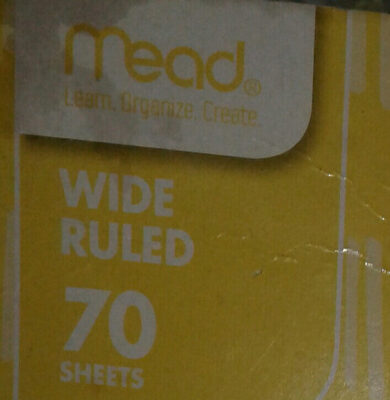 mead®
Learn. Organize. Create.
WIDE
RULED
70
SHEETS